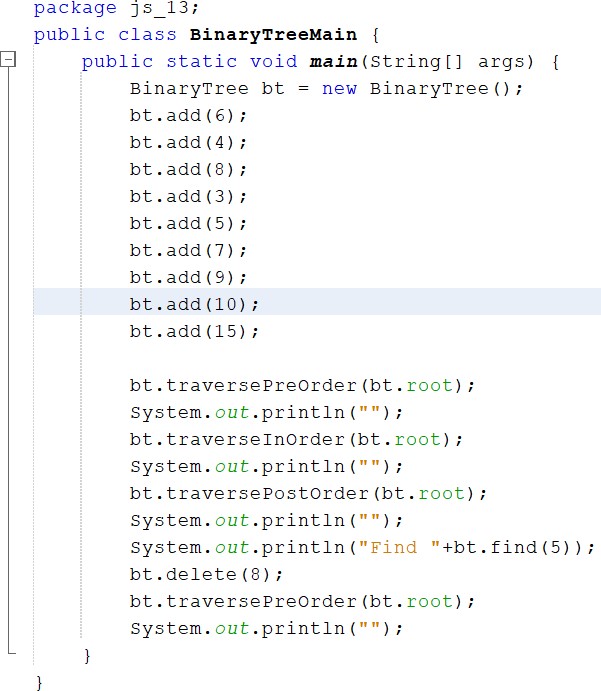 package js_13;
public class BinaryTreeMain {
    public static void main(String[] args) {
        BinaryTree bt = new BinaryTree();
        bt.add(6);
        bt.add(4);
        bt.add(8);
        bt.add(3);
        bt.add(5);
        bt.add(7);
        bt.add(9);
        bt.add(10);
        bt.add(15);

        bt.traversePreOrder(bt.root);
        System.out.println("");
        bt.traverseInOrder(bt.root);
        System.out.println("");
        bt.traversePostOrder(bt.root);
        System.out.println("");
        System.out.println("Find "+bt.find(5));
        bt.delete(8);
        bt.traversePreOrder(bt.root);
        System.out.println("");
    }
}